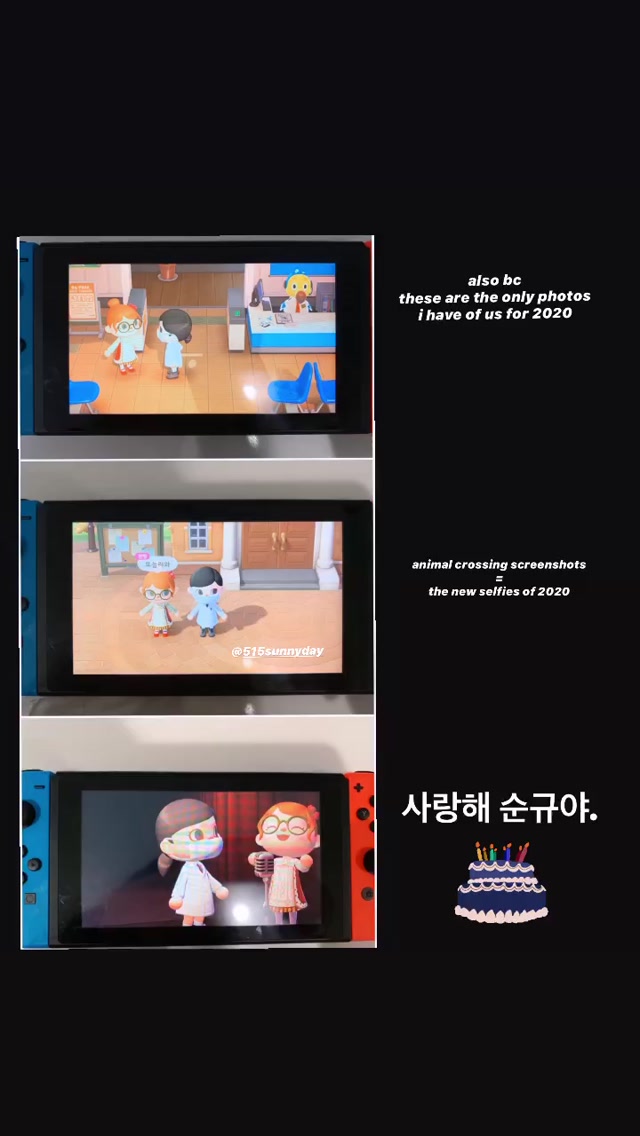 also bc
these are the only photos
i have of us for 2020
animal crossing screenshots
=
the new selfies of 2020
@515sunnyday
사랑해 순규야.